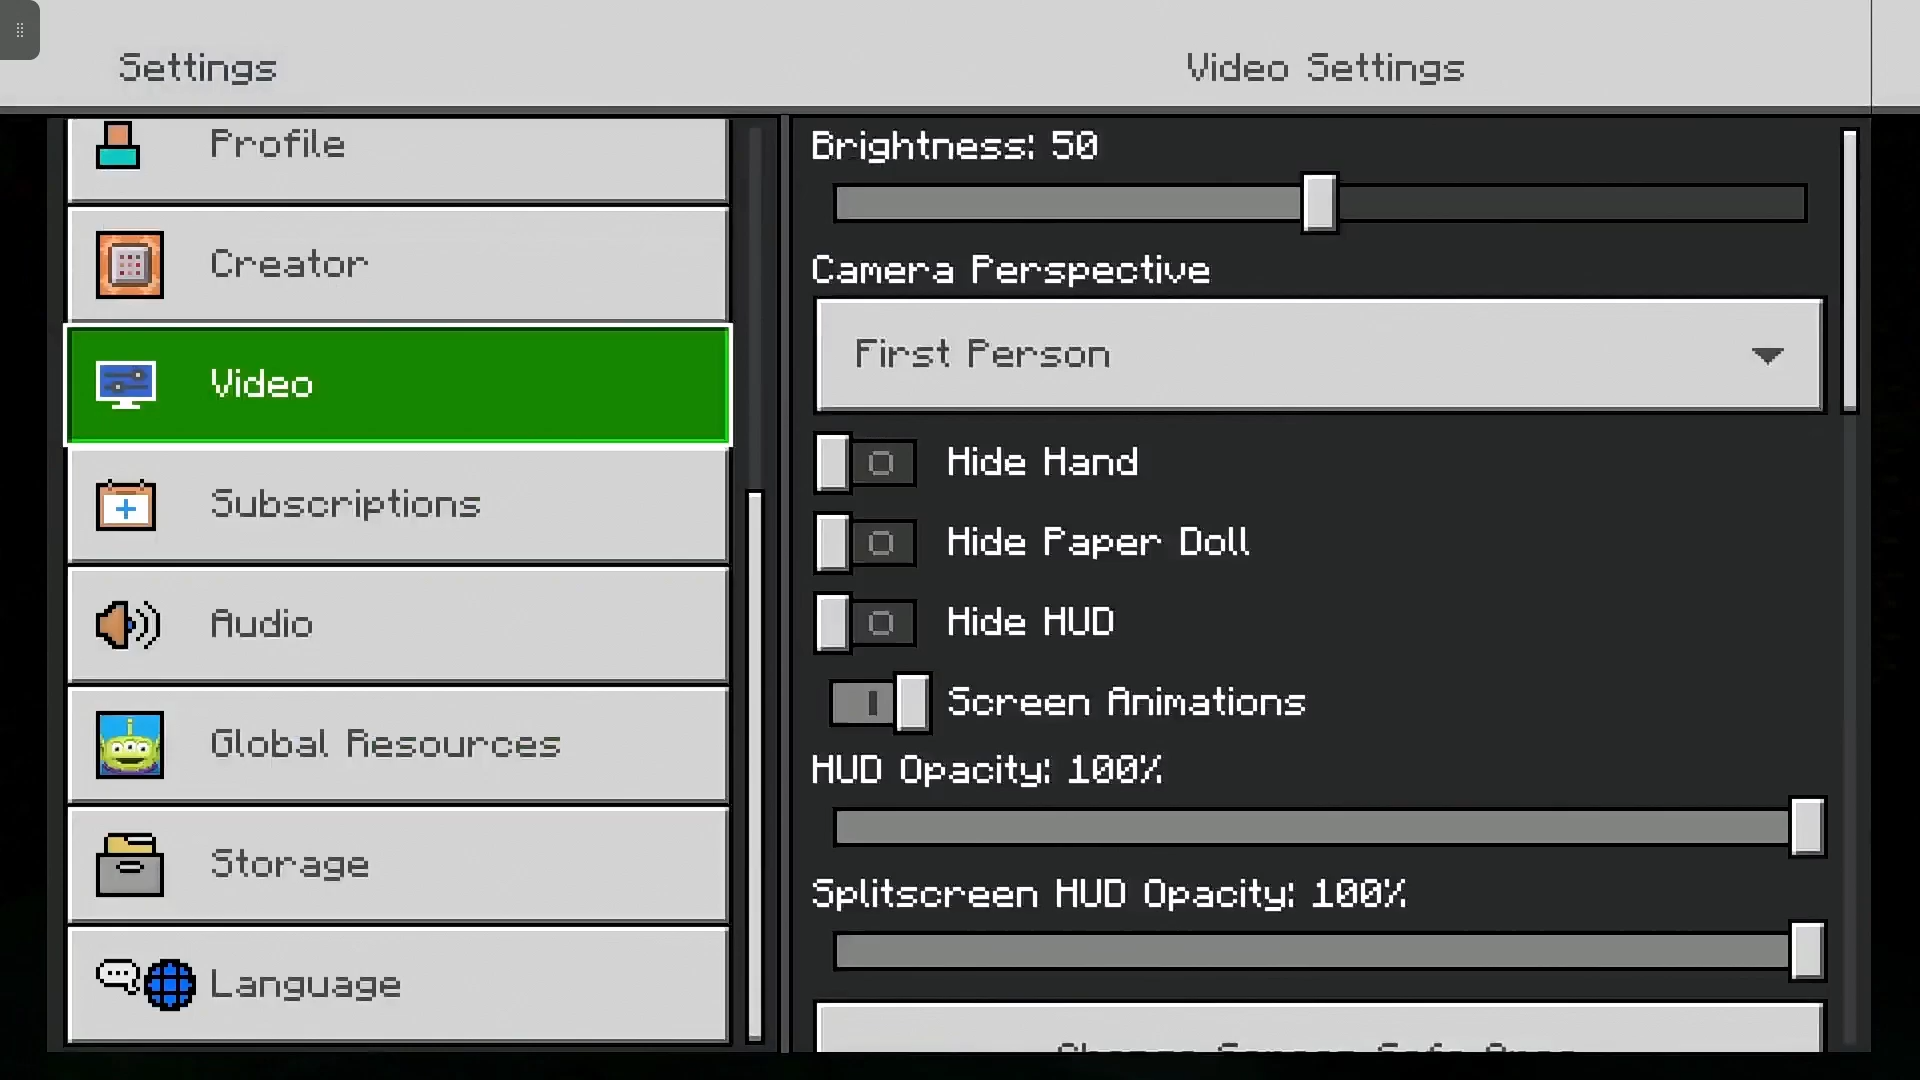 Settings
Video Settings
Profile
Creator
Video
Subscriptions
Audio
Global Resources
Storage
Language
Brightness: 50
Camera Perspective
First Person
Hide Hand
Hide Paper Doll
Hide HUD
Screen Animations
HUD Opacity: 100%
Splitscreen HUD Opacity: 100%